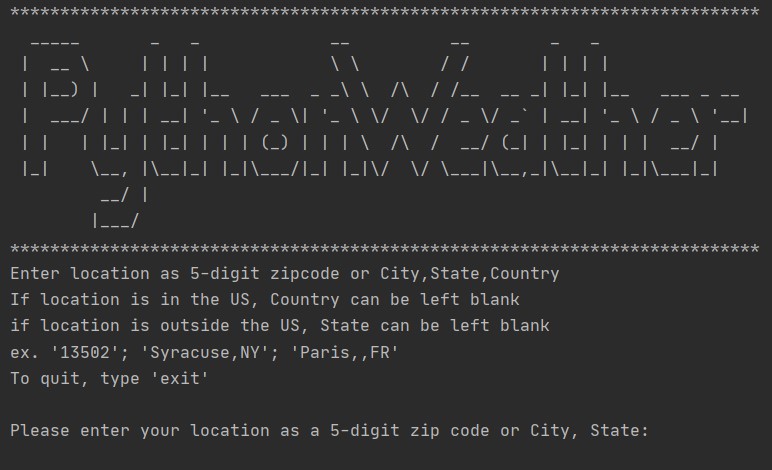 ***************************************************************************
PythonWeather
***************************************************************************
Enter location as 5-digit zipcode or City,State,Country
If location is in the US, Country can be left blank
if location is outside the US, State can be left blank
ex. '13502'; 'Syracuse,NY'; 'Paris,,FR'
To quit, type 'exit'
Please enter your location as a 5-digit zip code or City, State: